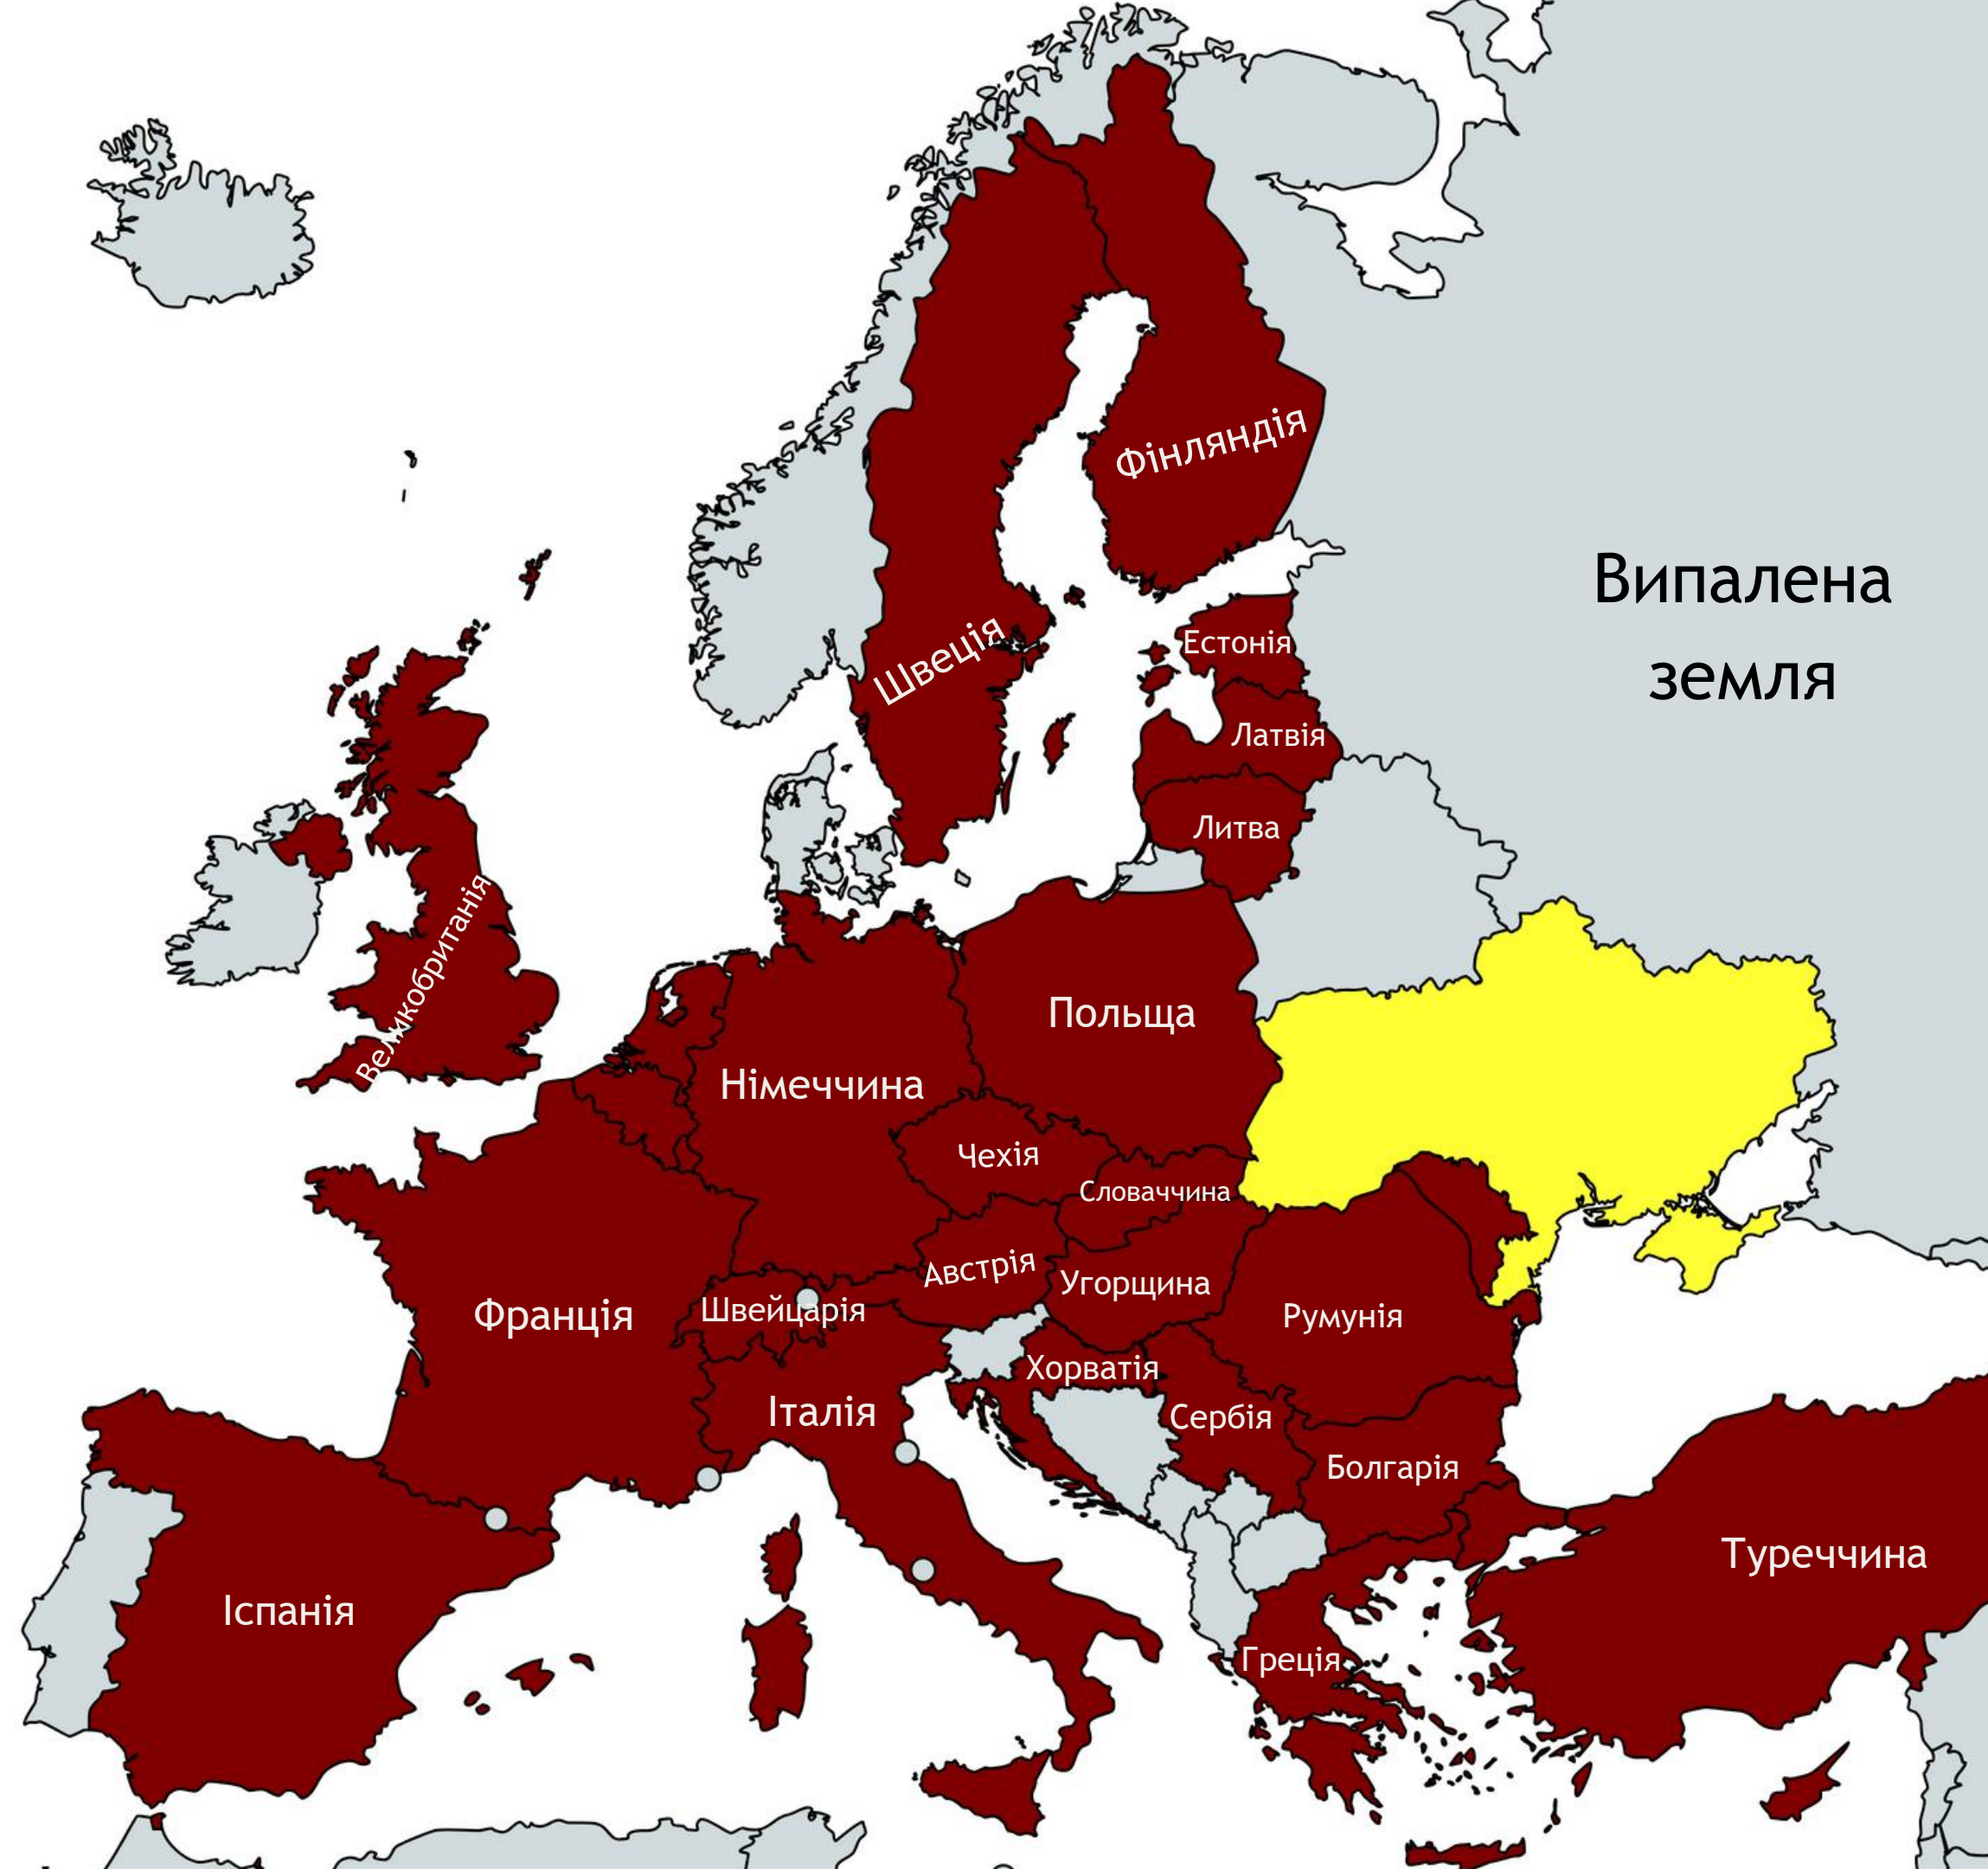 Фінляндія
Випалена
земля
Швеція
Естонія
Латвія
Литва
Великобританія
Польща
Німеччина
Чехія
Словаччина
Австрія
Угорщина
Швейцарія
Франція
Румунія
Хорватія
Італія
Сербія
Болгарія
Туреччина
Іспанія
Греція